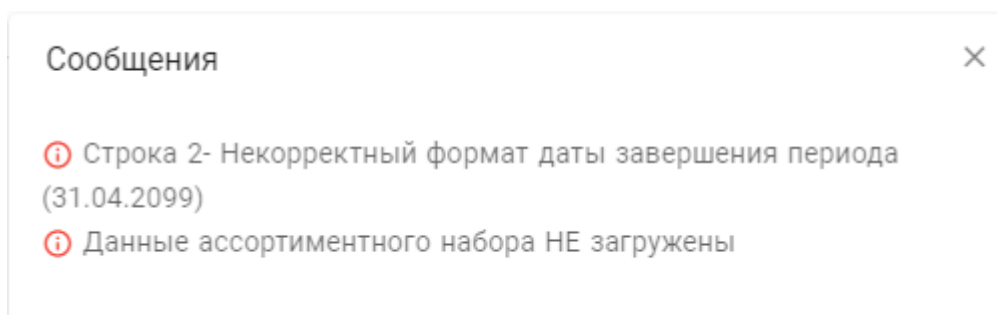 Сообщения
Строка 2- Некорректный формат даты завершения периода
(31.04.2099)
Данные ассортиментного набора НЕ загружены